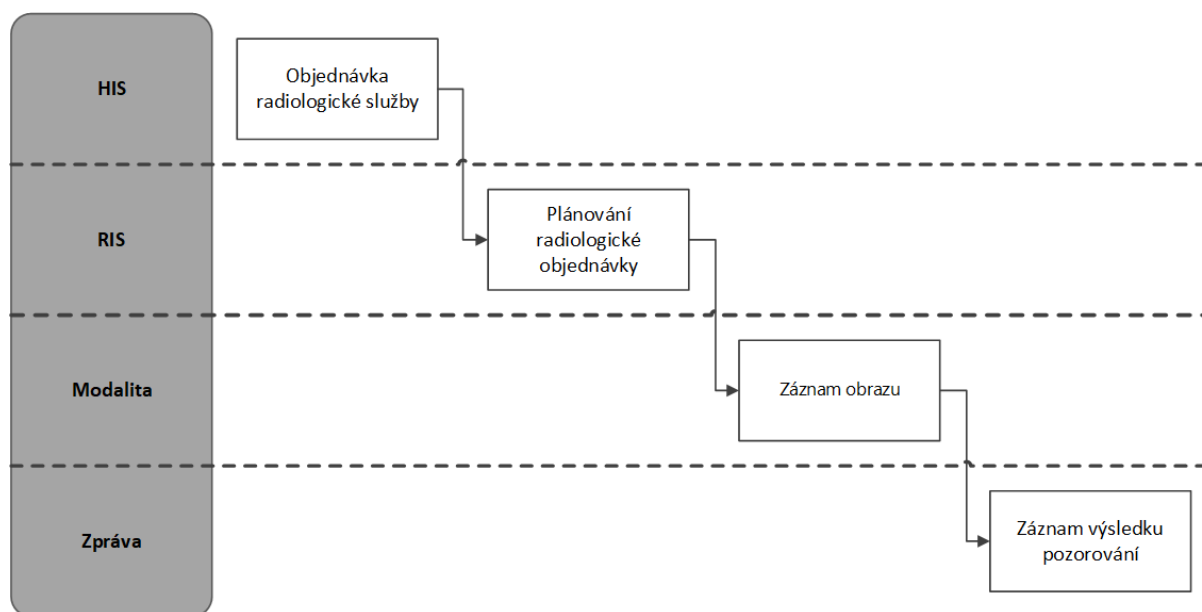 HIS
Objednávka
radiologické služby
RIS
Plánování
radiologické
objednávky
Modalita
Záznam obrazu
Zpráva
Záznam výsledku
pozorování